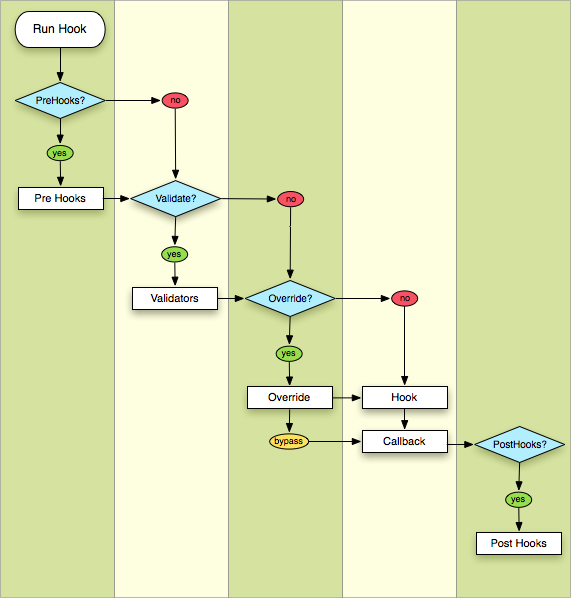 Run Hook
PreHooks?
no
yes
Pre Hooks
Validate?
no
yes
Validators
Override?
no
yes
Override
Hook
bypass
Callback
PostHooks?
yes
Post Hooks